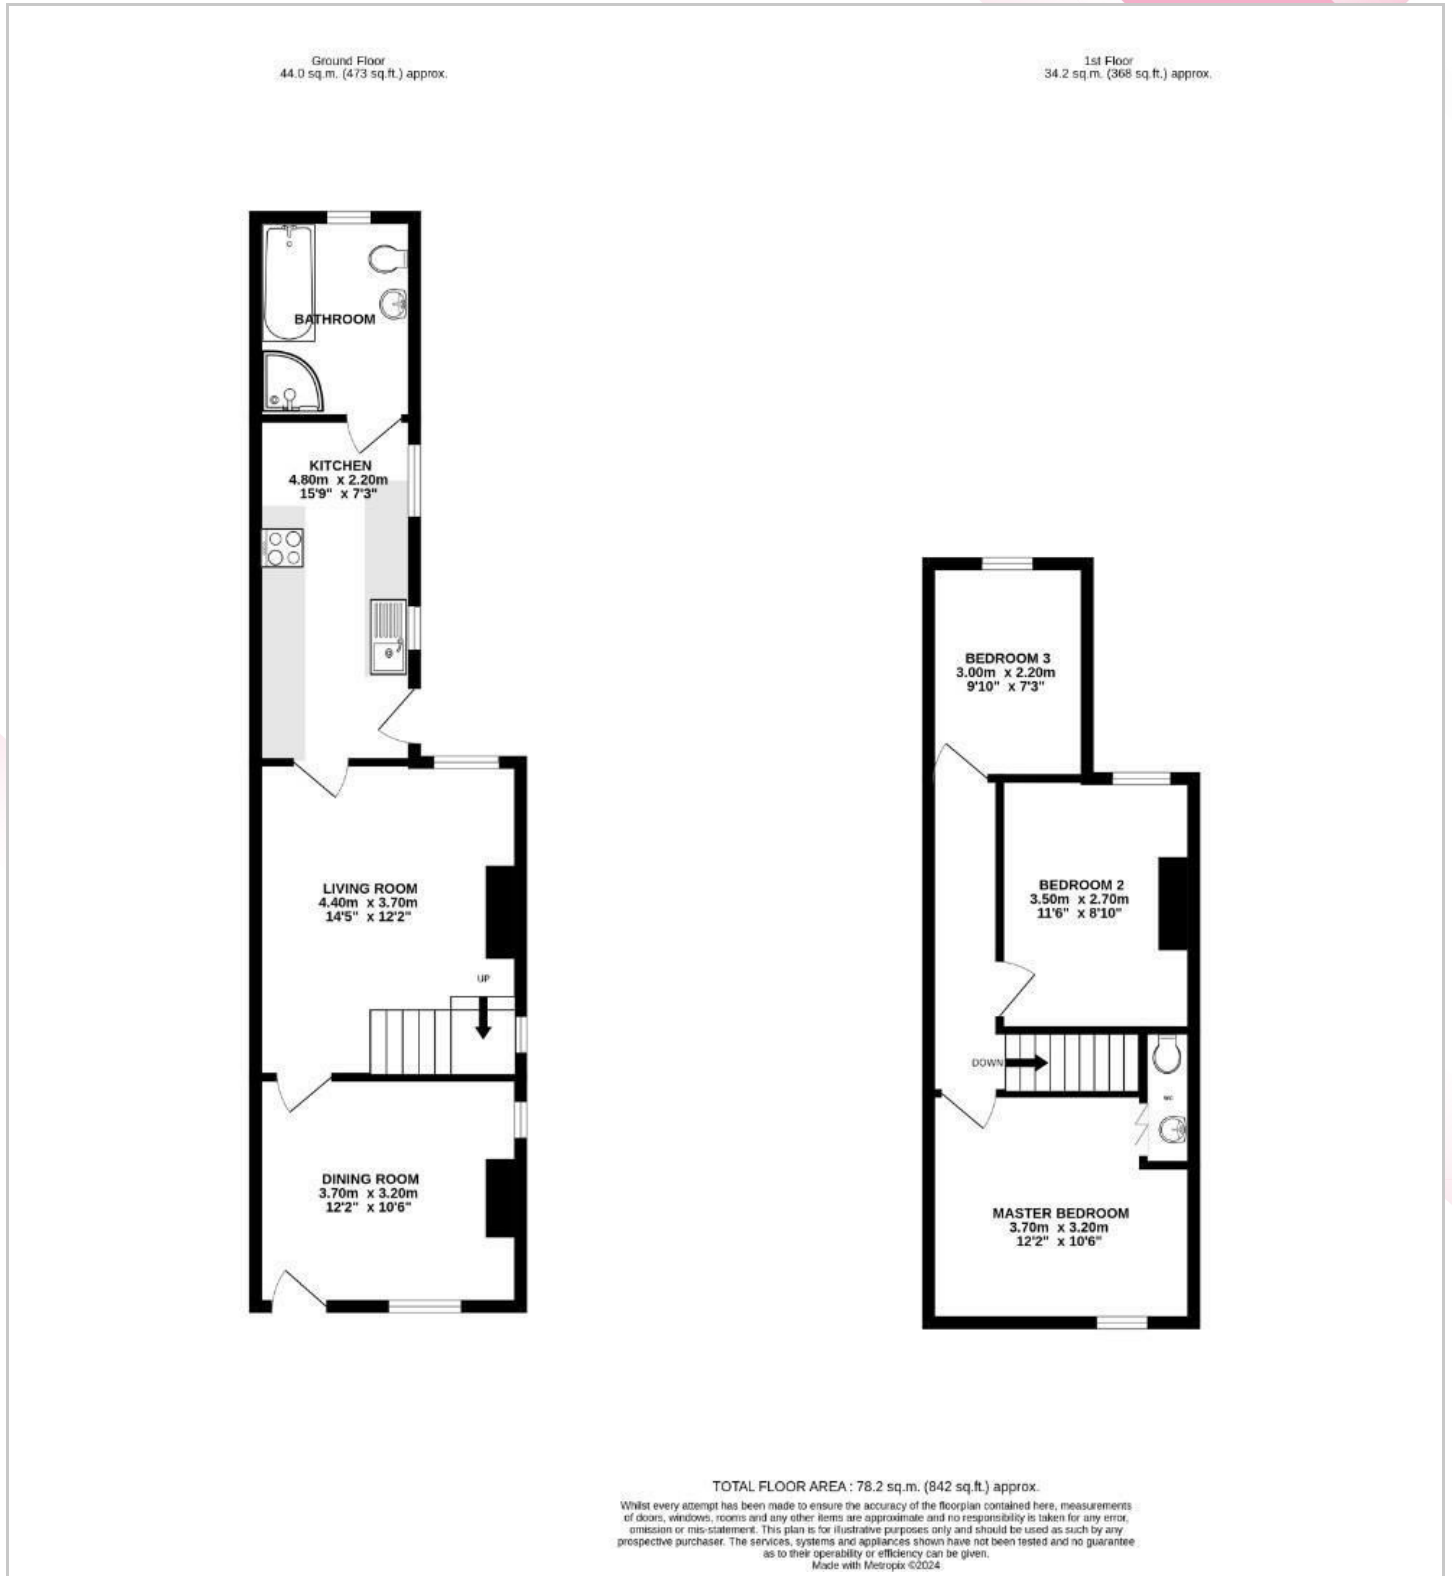 Ground Floor
44.0 sq.m. (473 sq.ft.) approx.
1st Floor
34.2 sq.m. (368 sq.ft.) approx.
BATHROOM
KITCHEN
4.80m x 2.20m
15'9" x 7'3"
LIVING ROOM
4.40m x 3.70m
14'5" x 12'2"
UP
DINING ROOM
3.70m x 3.20m
12'2" x 10'6"
BEDROOM 3
3.00m x 2.20m
9'10" x 7'3"
BEDROOM 2
3.50m x 2.70m
11'6" x 8'10"
DOWN
WC
MASTER BEDROOM
3.70m x 3.20m
12'2" x 10'6"
TOTAL FLOOR AREA : 78.2 sq.m. (842 sq.ft.) approx.
Whilst every attempt has been made to ensure the accuracy of the floorplan contained here, measurements
of doors, windows, rooms and any other items are approximate and no responsibility is taken for any error,
omission or mis-statement. This plan is for illustrative purposes only and should be used as such by any
prospective purchaser. The services, systems and appliances shown have not been tested and no guarantee
as to their operability or efficiency can be given.
Made with Metropix ©2024